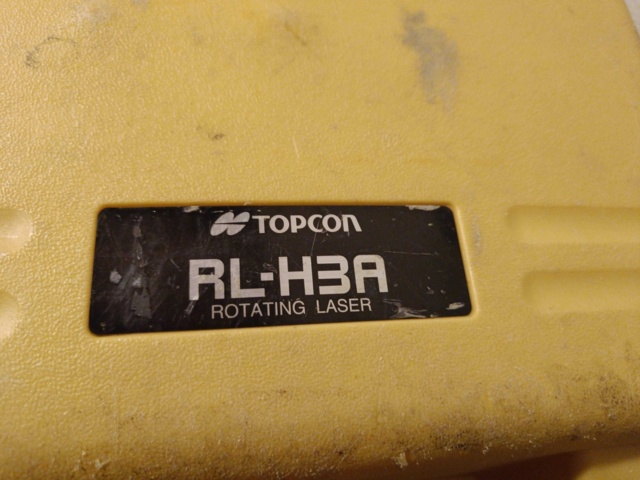 TOPCON
RL-H3A
ROTATING LASER